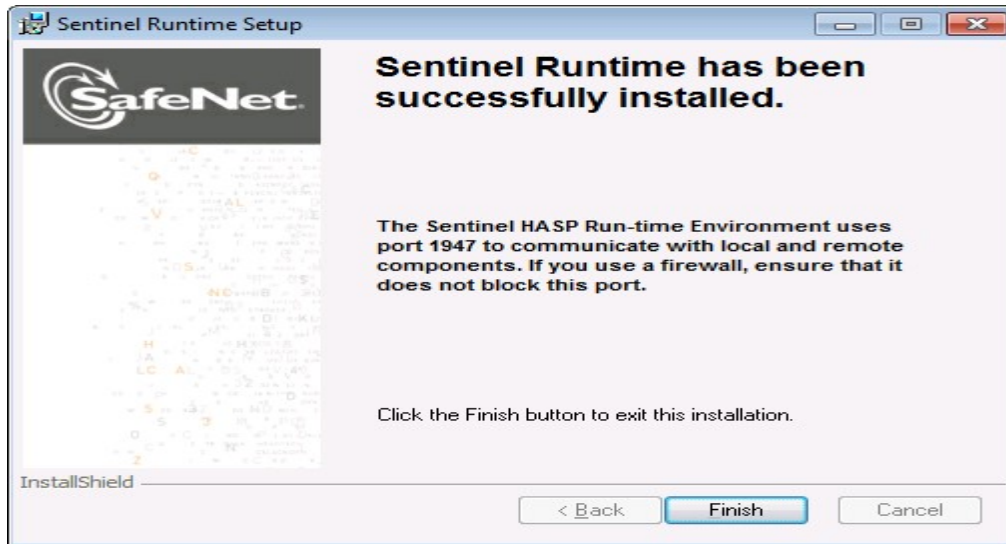 Sentinel Runtime Setup
SafeNet.
Sentinel Runtime has been
successfully installed.
The Sentinel HASP Run-time Environment uses
port 1947 to communicate with local and remote
components. If you use a firewall, ensure that it
does not block this port.
Click the Finish button to exit this installation.
InstallShield
< Back
Finish
Cancel